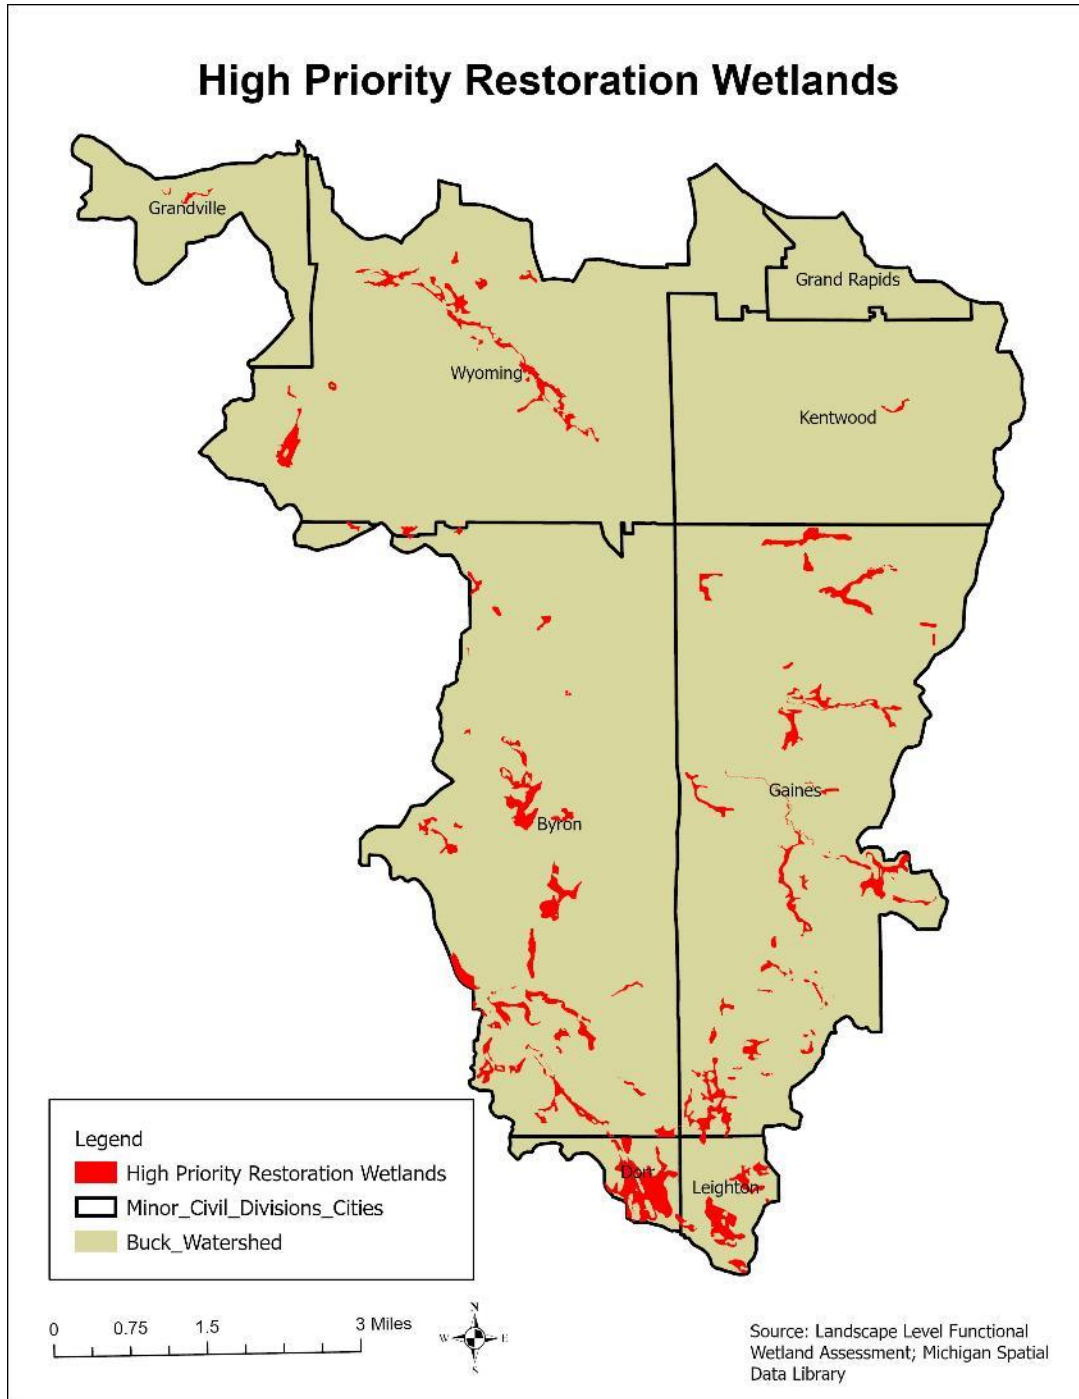 High Priority Restoration Wetlands
Grandville
Grand Rapids
Wyoming
Kentwood
Gaines
Byron
Dorr
Leighton
Legend
High Priority Restoration Wetlands
Minor_Civil_Divisions_Cities
Buck_Watershed
0 0.75 1.5 3 Miles
N
W E
S
Source: Landscape Level Functional
Wetland Assessment; Michigan Spatial
Data Library